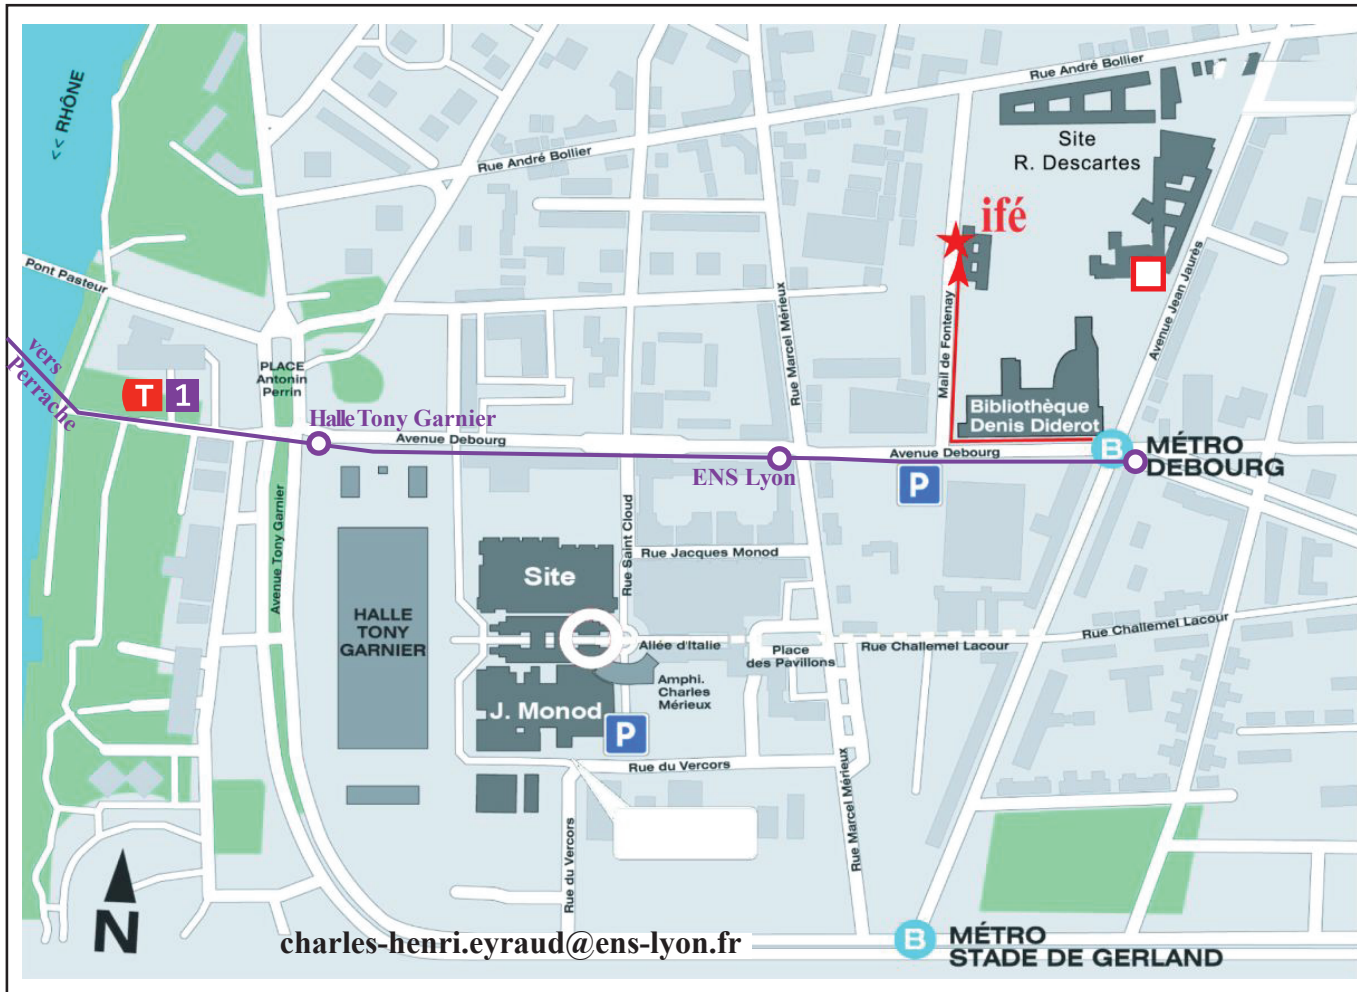 << RHÔNE
Rue André Bollier
Site
R. Descartes
Rue André Bollier
ifé
Pont Pasteur
Mail de Fontenay
Avenue Jean Jaurés
Rue Marcel Mérieux
vers
Perrache
T 1
PLACE
Antonin
Perrin
Halle Tony Garnier
Avenue Debourg
Bibliothèque
Denis Diderot
ENS Lyon
Avenue Debourg
B MÉTRO
DEBOURG
P
Avenue Tony Garnier
Rue Saint Cloud
Rue Jacques Monod
Site
HALLE
TONY
GARNIER
Allée d'Italie
Place
des Pavillons
Rue Challemel Lacour
Rue Challemel Lacour
Amphi.
Charles
Mérieux
J. Monod
P
Rue du Vercors
Rue Marcel Mérieux
Rue du Vercors
N
charles-henri.eyraud@ens-lyon.fr
B MÉTRO
STADE DE GERLAND